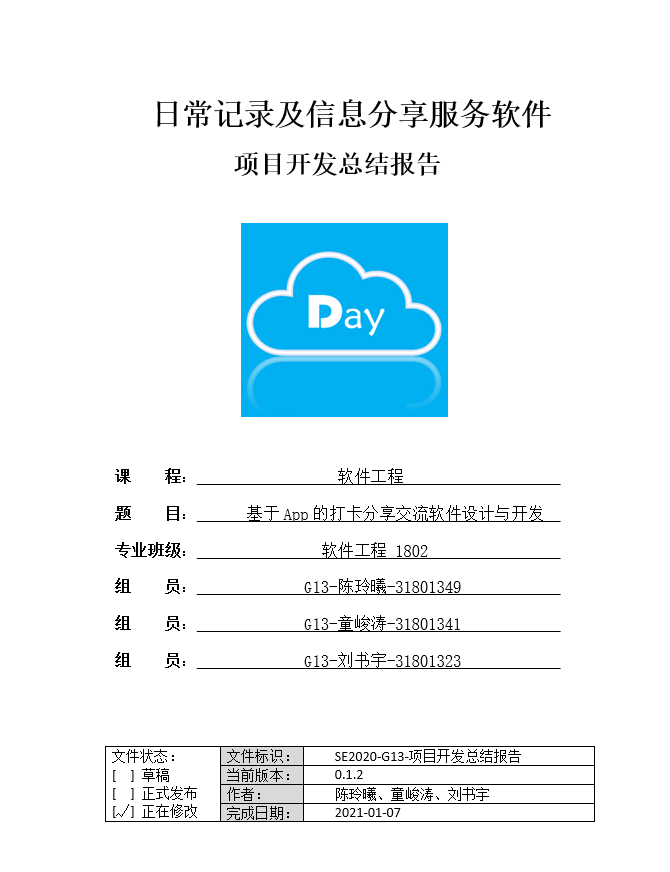 日常记录及信息分享服务软件
项目开发总结报告
Day
课 程： 软件工程
题 目： 基于App的打卡分享交流软件设计与开发
专业班级： 软件工程 1802
组 员： G13-陈玲曦-31801349
组 员： G13-童峻涛-31801341
组 员： G13-刘书宇-31801323
文件状态： 文件标识： SE2020-G13-项目开发总结报告
[ ] 草稿 当前版本： 0.1.2
[ ] 正式发布 作者： 陈玲曦、童峻涛、刘书宇
[√] 正在修改 完成日期： 2021-01-07